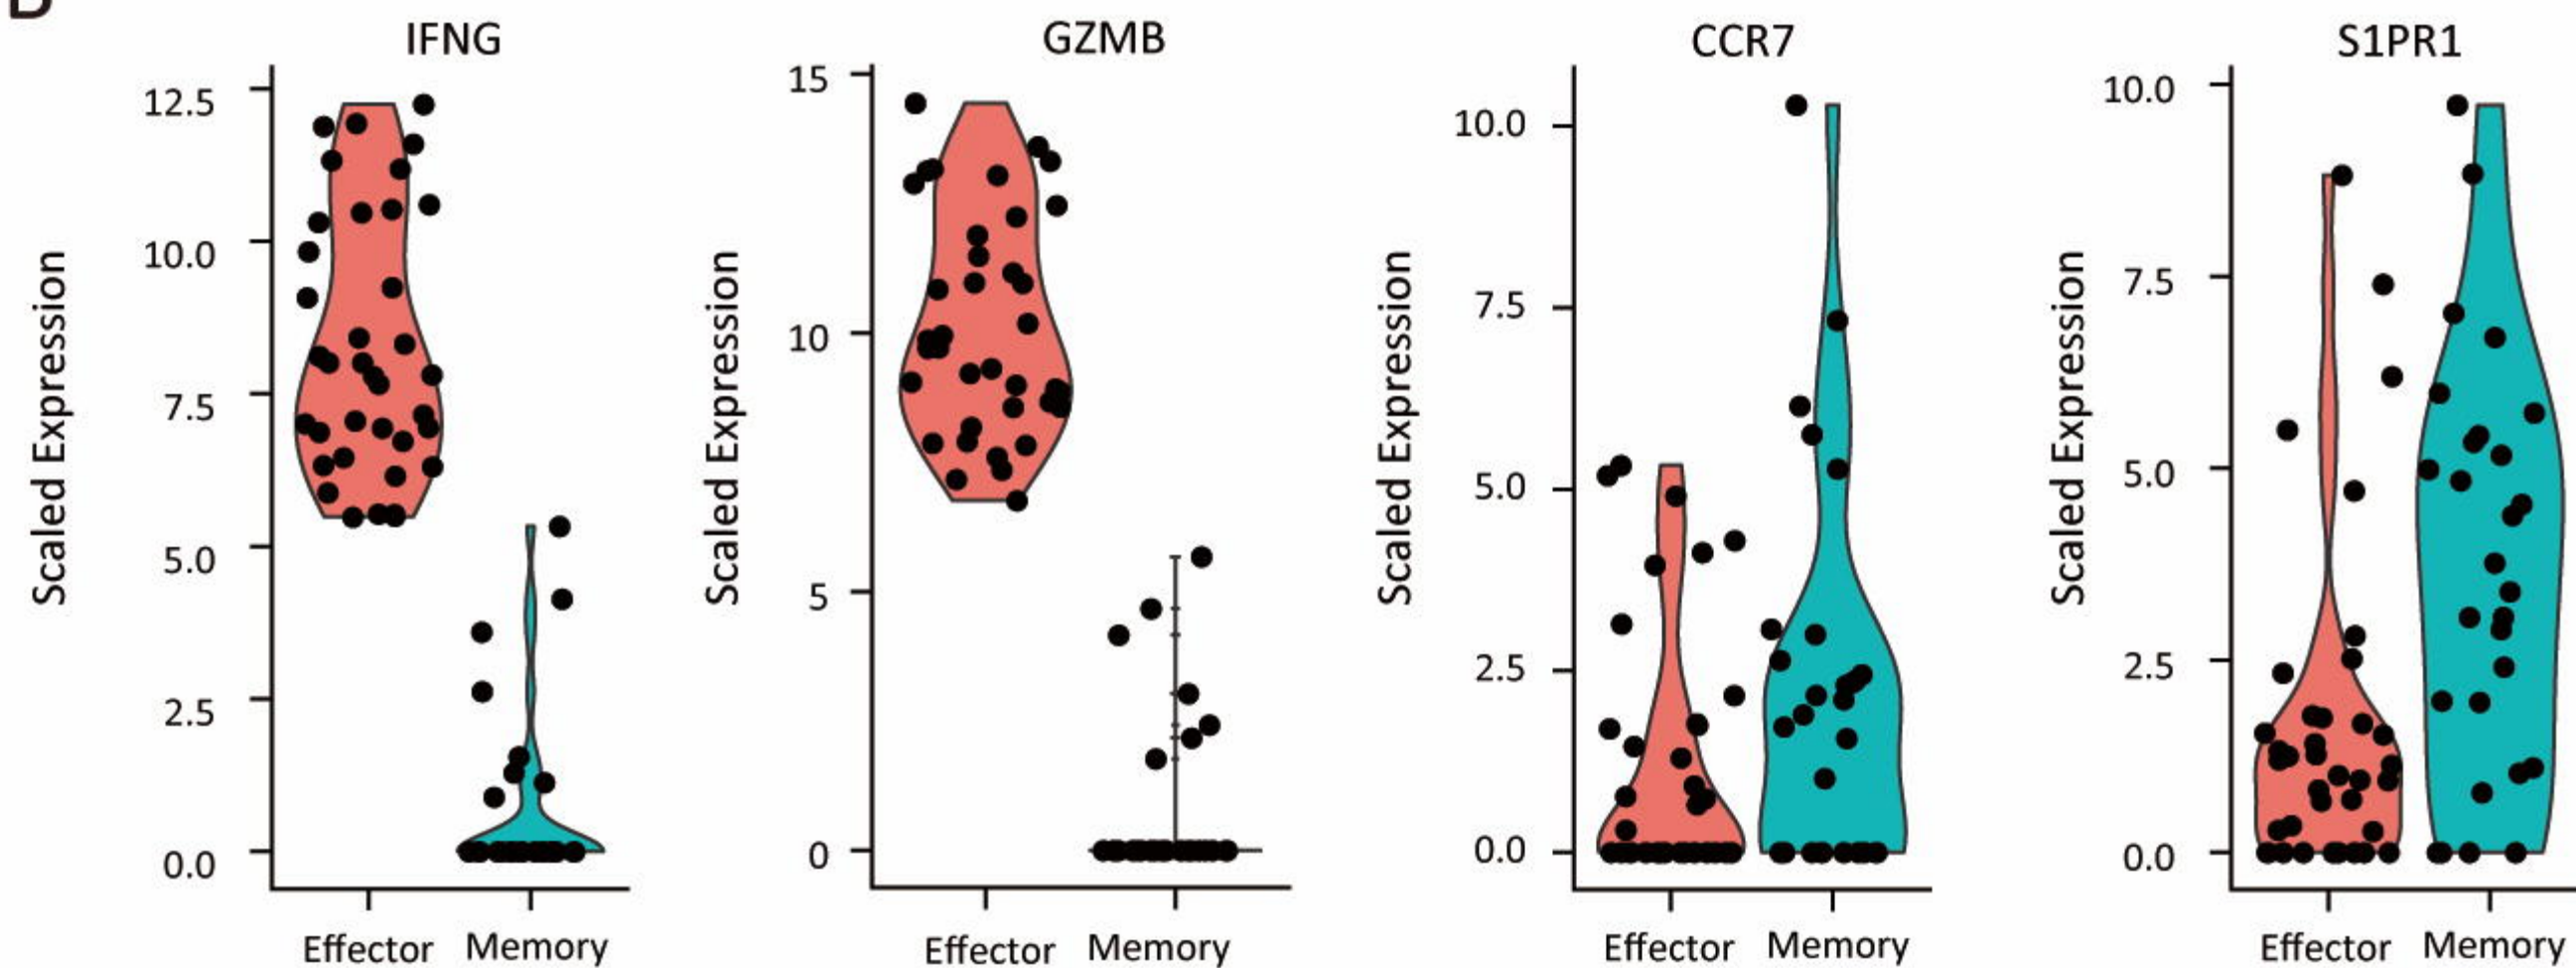 B
IFNG
Scaled Expression
12.5
10.0
7.5
5.0
2.5
0.0
Effector Memory
GZMB
Scaled Expression
15
10
5
0
Effector Memory
CCR7
Scaled Expression
10.0
7.5
5.0
2.5
0.0
Effector Memory
S1PR1
Scaled Expression
10.0
7.5
5.0
2.5
0.0
Effector Memory